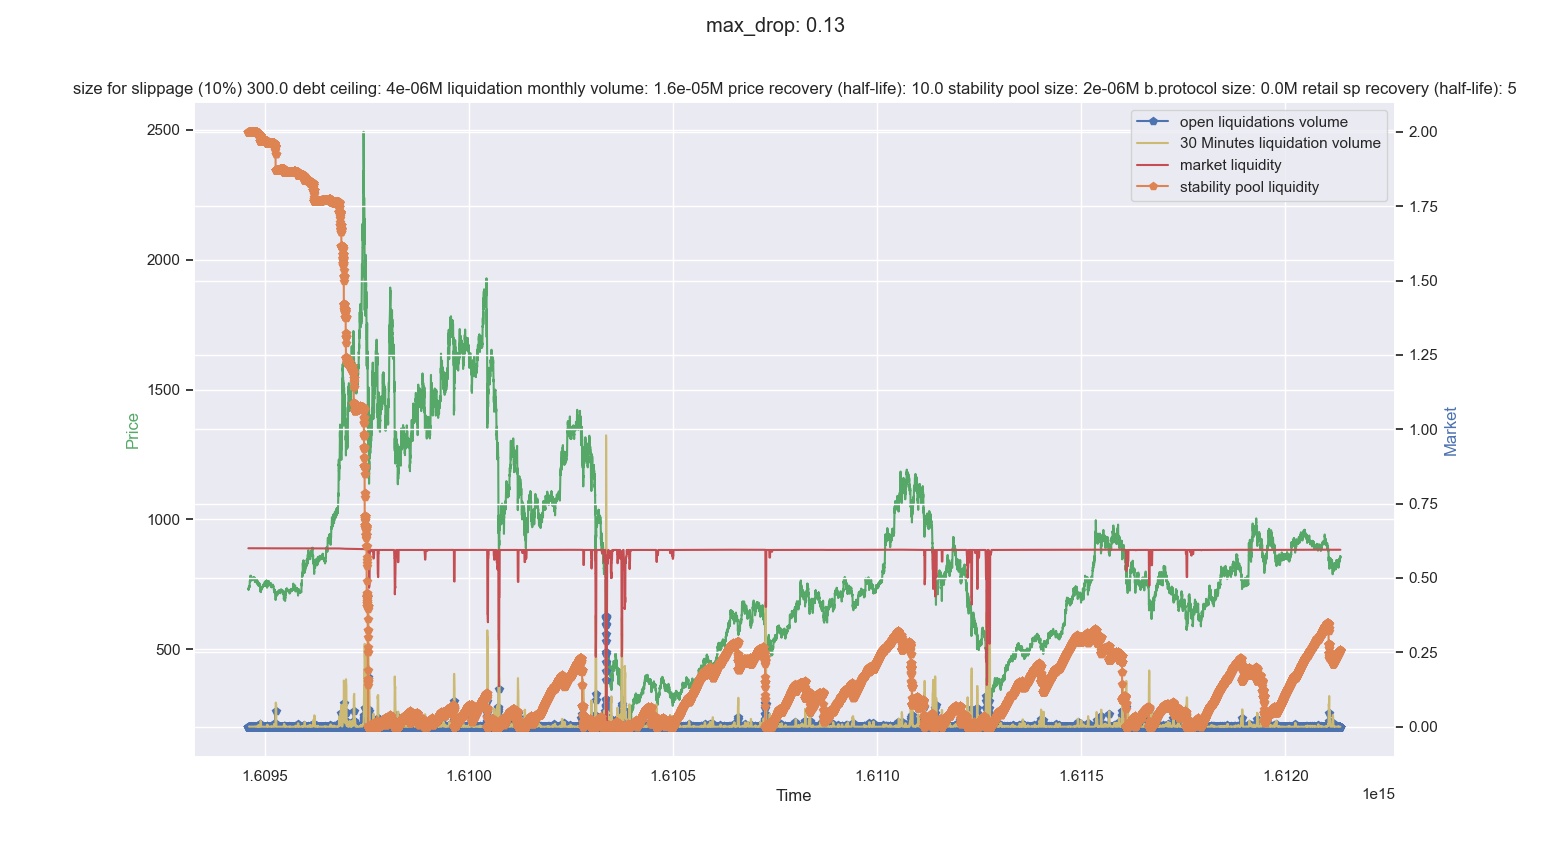 max_drop: 0.13
size for slippage (10%) 300.0 debt ceiling: 4e-06M liquidation monthly volume: 1.6e-05M price recovery (half-life): 10.0 stability pool size: 2e-06M b.protocol size: 0.0M retail sp recovery (half-life): 5
open liquidations volume
30 Minutes liquidation volume
market liquidity
stability pool liquidity
2500
2000
1500
1000
500
Price
2.00
1.75
1.50
1.25
1.00
0.75
0.50
0.25
0.00
Market
1.6095
1.6100
1.6105
1.6110
1.6115
1.6120
1e15
Time